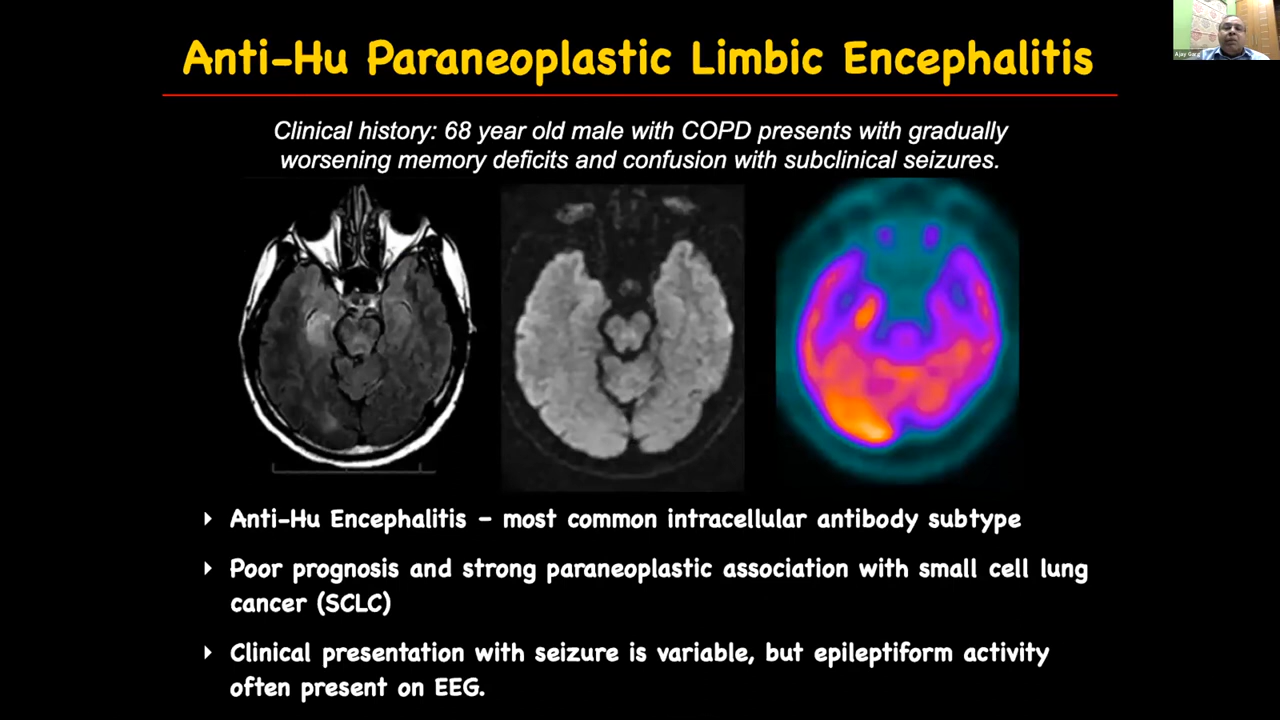 Anti-Hu Paraneoplastic Limbic Encephalitis
Clinical history: 68 year old male with COPD presents with gradually
worsening memory deficits and confusion with subclinical seizures.
Anti-Hu Encephalitis – most common intracellular antibody subtype
Poor prognosis and strong paraneoplastic association with small cell lung
cancer (SCLC)
Clinical presentation with seizure is variable, but epileptiform activity
often present on EEG.
Ajay Garg